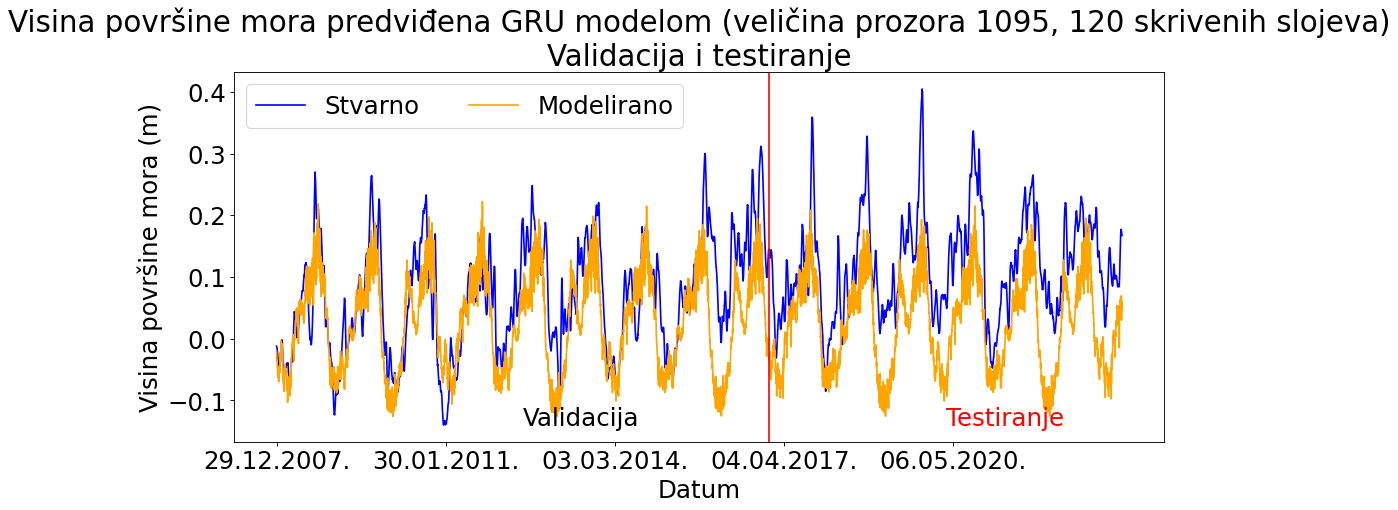 Visina površine mora predviđena GRU modelom (veličina prozora 1095, 120 skrivenih slojeva)
Validacija i testiranje
Stvarno Modelirano
Visina površine mora (m)
0.4
0.3
0.2
0.1
0.0
−0.1
Validacija
Testiranje
29.12.2007. 30.01.2011. 03.03.2014. 04.04.2017. 06.05.2020.
Datum